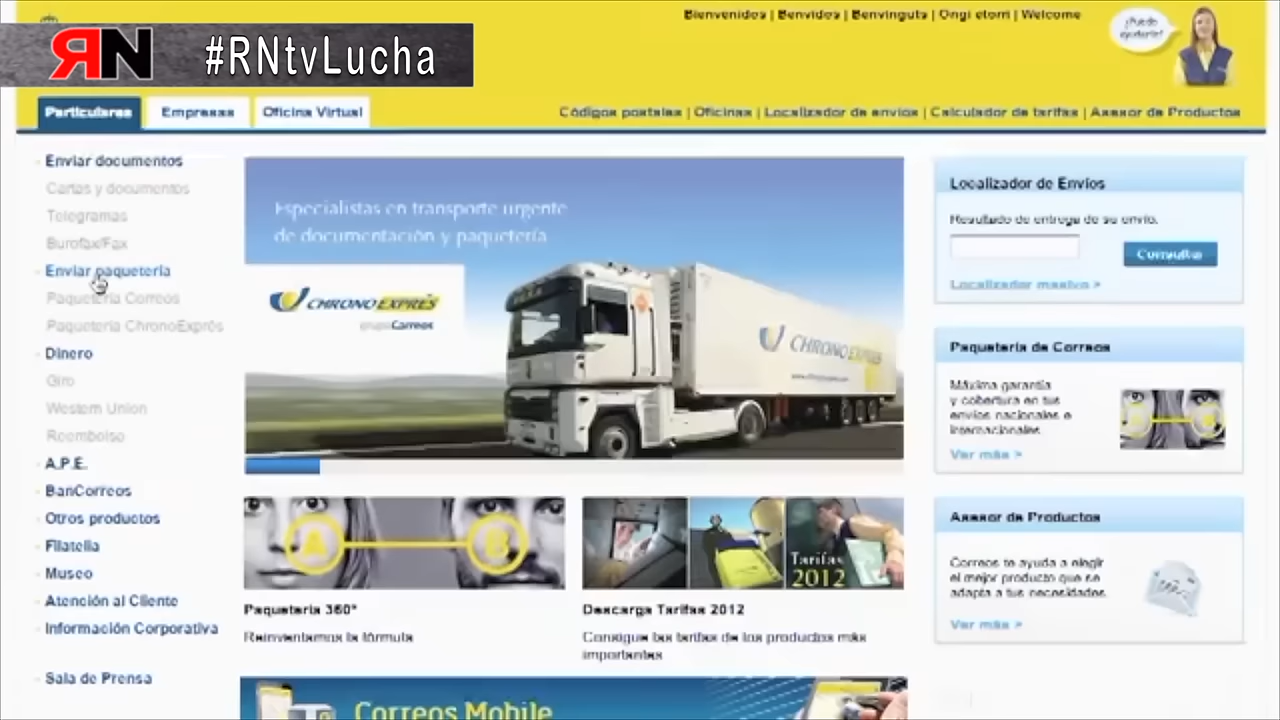 Bienvenidos | Benvidos | Benvinguts | Ongi etorri | Welcome
¿Puedo
ayudarte?
RN #RNtvLucha
Particulares Empresas Oficina Virtual
Códigos postales | Oficinas | Localizador de envíos | Calculador de tarifas | Asesor de Productos
Enviar documentos
Cartas y documentos
Telegramas
Burofax/Fax
Enviar paquetería
Paquetería Correos
Paquetería ChronoExprés
Dinero
Giro
Western Union
Reembolso
A.P.E.
BanCorreos
Otros productos
Filatelia
Museo
Atención al Cliente
Información Corporativa
Sala de Prensa
Especialistas en transporte urgente
de documentación y paquetería
CHRONOEXPRÉS
grupoCorreos
CHRONOEXPRÉS
A B
Paquetería 360º
Reinventamos la fórmula
Tarifas
2012
Descarga Tarifas 2012
Consigue las tarifas de los productos más
importantes
Correos Mobile
Localizador de Envíos
Resultado de entrega de su envío.
Consultar
Localizador masivo >
Paquetería de Correos
Máxima garantía
y cobertura en tus
envíos nacionales e
internacionales.
Ver más >
Asesor de Productos
Correos te ayuda a elegir
el mejor producto que se
adapta a tus necesidades.
Ver más >